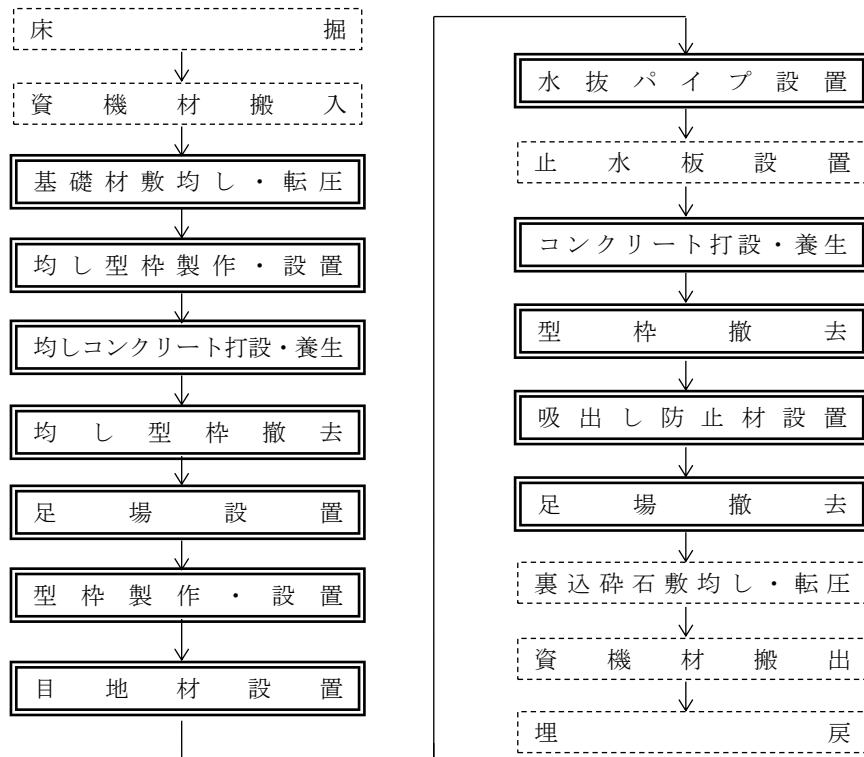 床掘
資機材搬入
基礎材敷均し・転圧
均し型枠製作・設置
均しコンクリート打設・養生
均し型枠撤去
足場設置
型枠製作・設置
目地材設置
水抜パイプ設置
止水板設置
コンクリート打設・養生
型枠撤去
吸出し防止材設置
足場撤去
裏込砕石敷均し・転圧
資機材搬出
埋戻